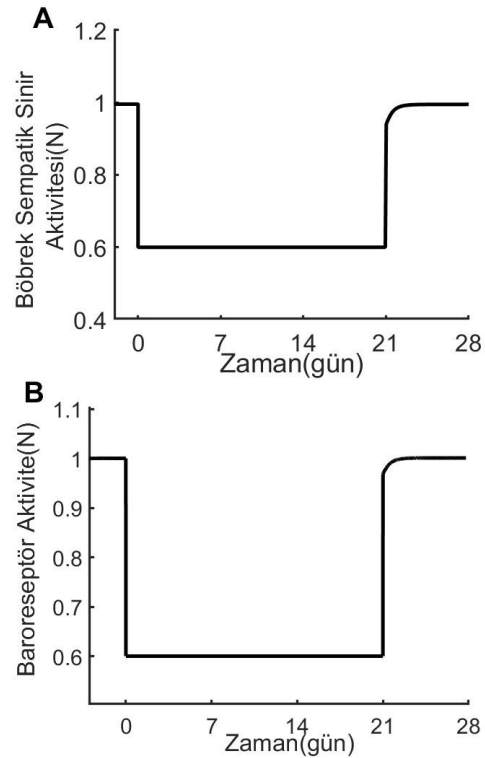 A
Böbrek Sempatik Sinir
Aktivitesi(N)
1.2
1
0.8
0.6
0.4
0 7 14 21 28
Zaman(gün)
B
Baroreseptör Aktivite(N)
1.1
1
0.9
0.8
0.7
0.6
0 7 14 21 28
Zaman(gün)